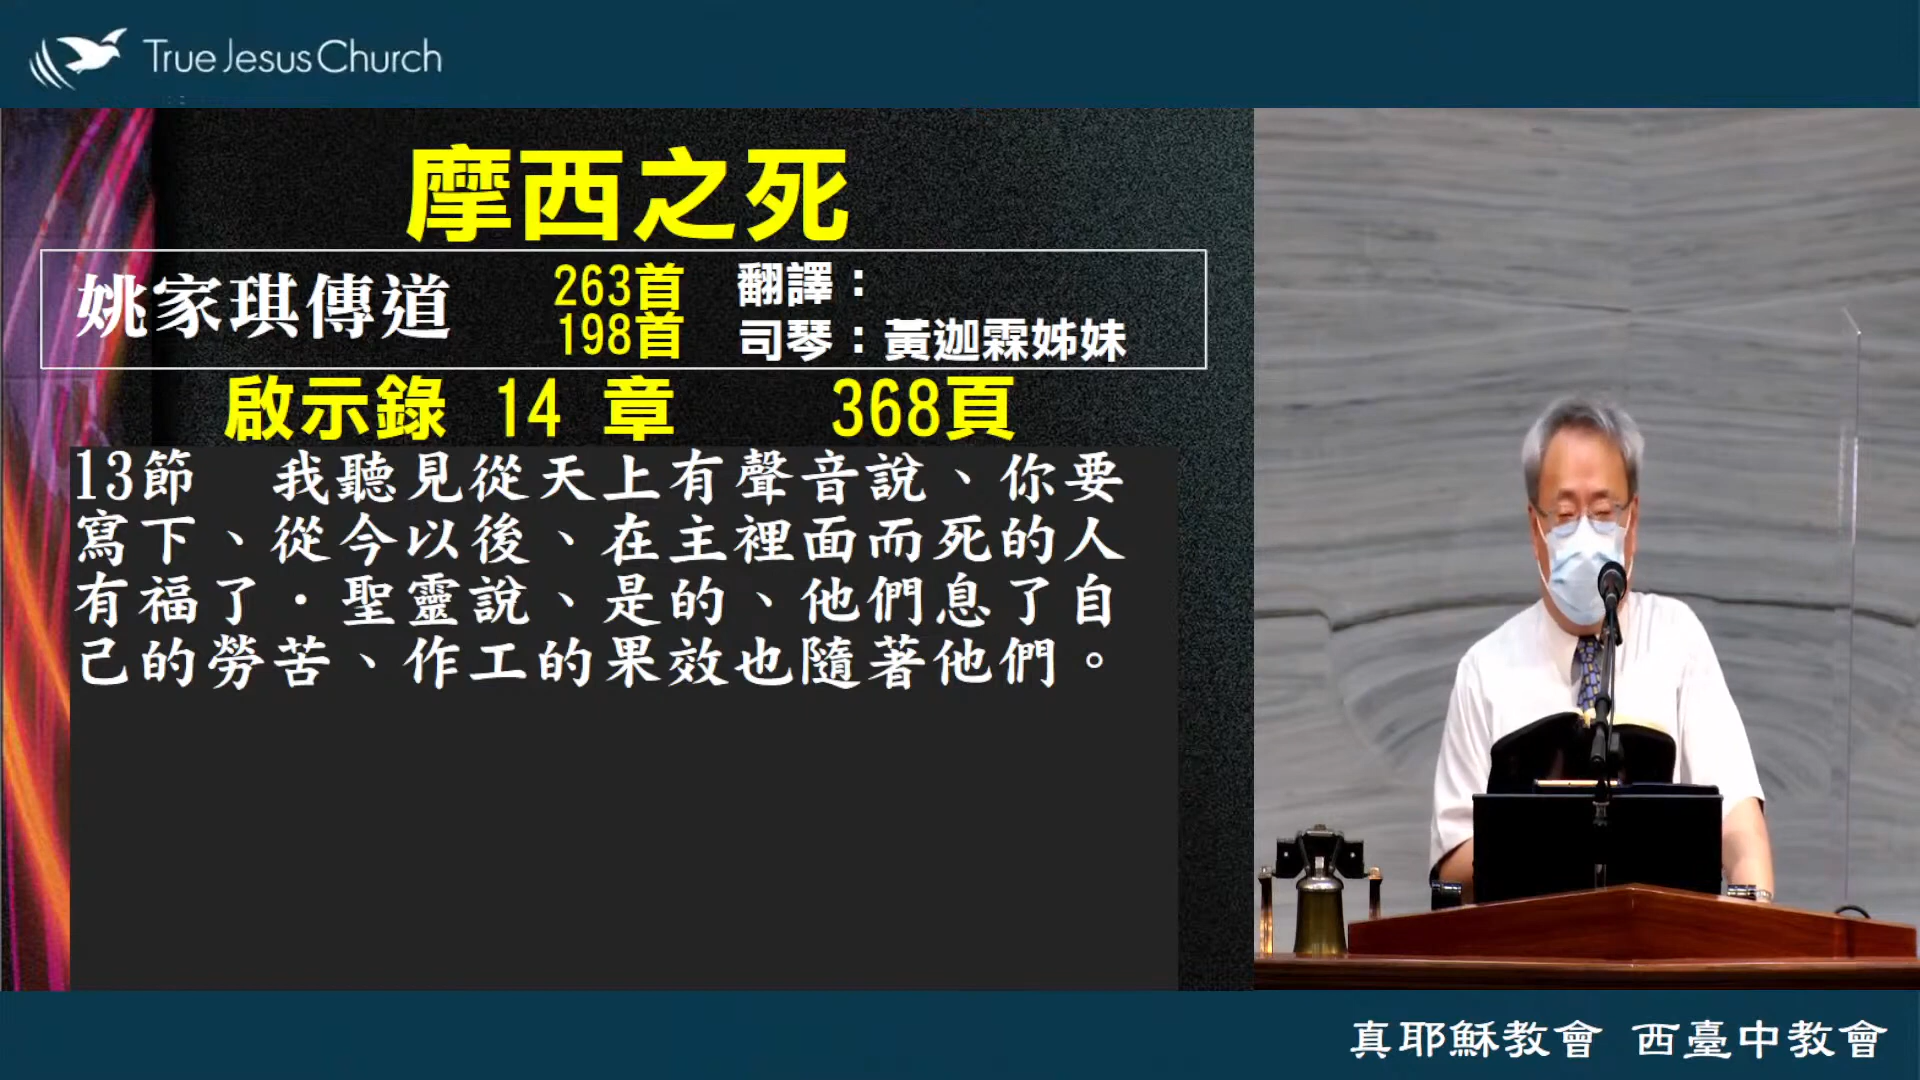 True Jesus Church
摩西之死
姚家琪傳道
263首
198首
翻譯：
司琴：黃迦霖姊妹
啟示錄 14 章 368頁
13節 我聽見從天上有聲音說、你要
寫下、從今以後、在主裡面而死的人
有福了．聖靈說、是的、他們息了自
己的勞苦、作工的果效也隨著他們。
真耶穌教會 西臺中教會